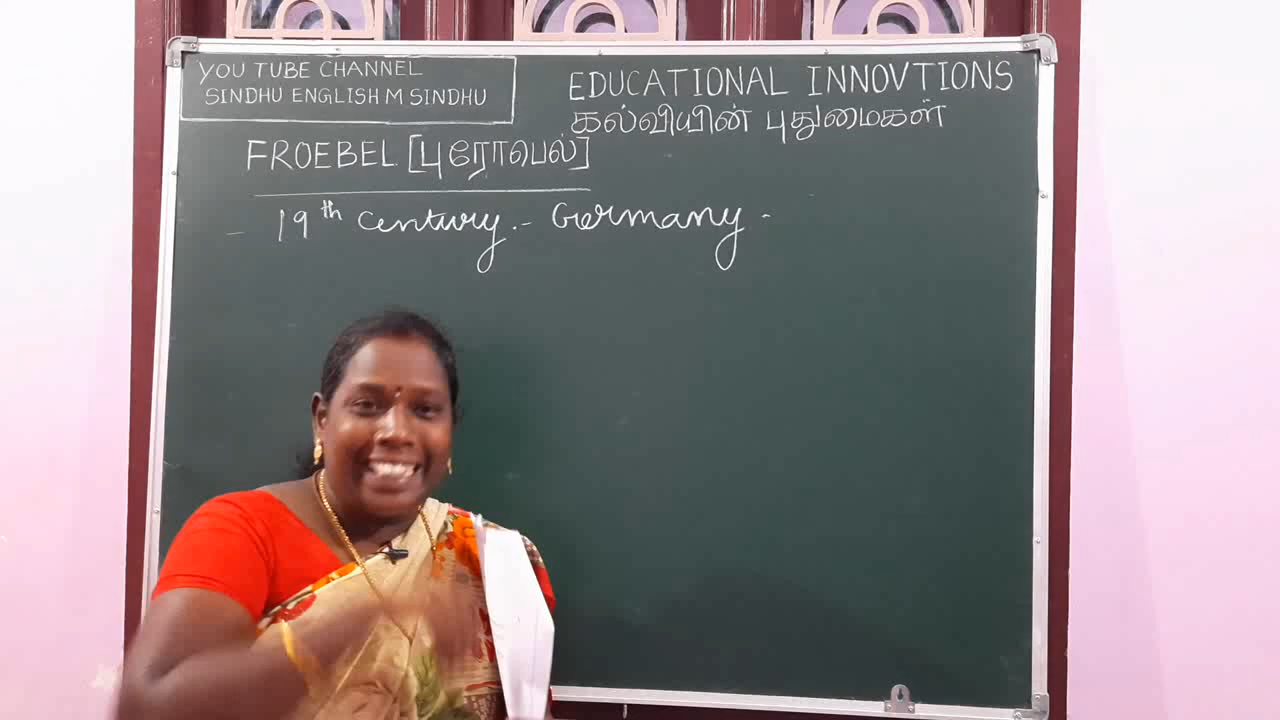 YOU TUBE CHANNEL
SINDHU ENGLISH M SINDHU
EDUCATIONAL INNOVTIONS
கல்வியின் புதுமைகள்
FROEBEL [புரோபெல்]
- 19th century. - Germany.